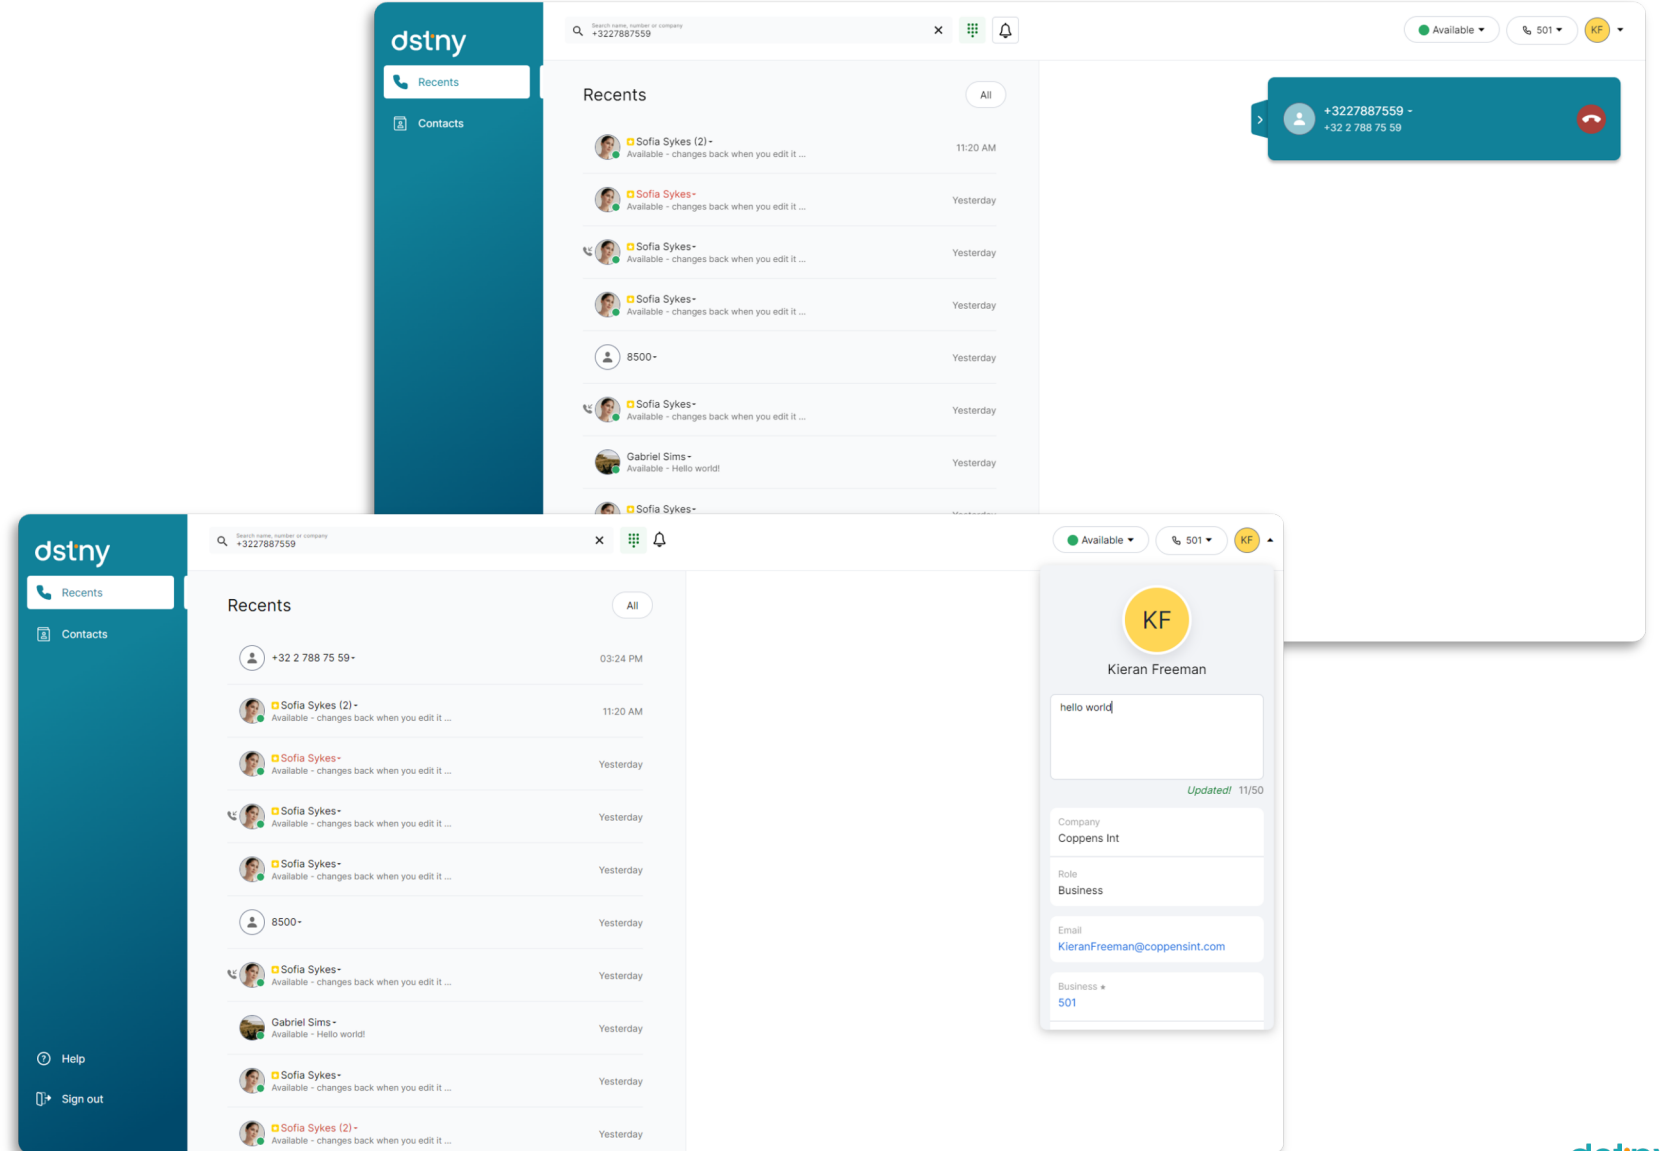 dstny
Search name, number or company
+3227887559
Available
501
KF
Recents
Contacts
Recents
All
Sofia Sykes (2)-
Available - changes back when you edit it ...
11:20 AM
Sofia Sykes-
Available - changes back when you edit it ...
Yesterday
Sofia Sykes-
Available - changes back when you edit it ...
Yesterday
Sofia Sykes-
Available - changes back when you edit it ...
Yesterday
8500-
Yesterday
Sofia Sykes-
Available - changes back when you edit it ...
Yesterday
Gabriel Sims-
Available - Hello world!
Yesterday
Sofia Sykes-
+3227887559 -
+32 2 788 75 59
dstny
Search name, number or company
+3227887559
Available
501
KF
Recents
Contacts
Help
Sign out
Recents
All
+32 2 788 75 59-
03:24 PM
Sofia Sykes (2)-
Available - changes back when you edit it ...
11:20 AM
Sofia Sykes-
Available - changes back when you edit it ...
Yesterday
Sofia Sykes-
Available - changes back when you edit it ...
Yesterday
Sofia Sykes-
Available - changes back when you edit it ...
Yesterday
8500-
Yesterday
Sofia Sykes-
Available - changes back when you edit it ...
Yesterday
Gabriel Sims-
Available - Hello world!
Yesterday
Sofia Sykes-
Available - changes back when you edit it ...
Yesterday
Sofia Sykes (2)-
Available - changes back when you edit it ...
Yesterday
KF
Kieran Freeman
hello world
Updated! 11/50
Company
Coppens Int
Role
Business
Email
KieranFreeman@coppensint.com
Business
501